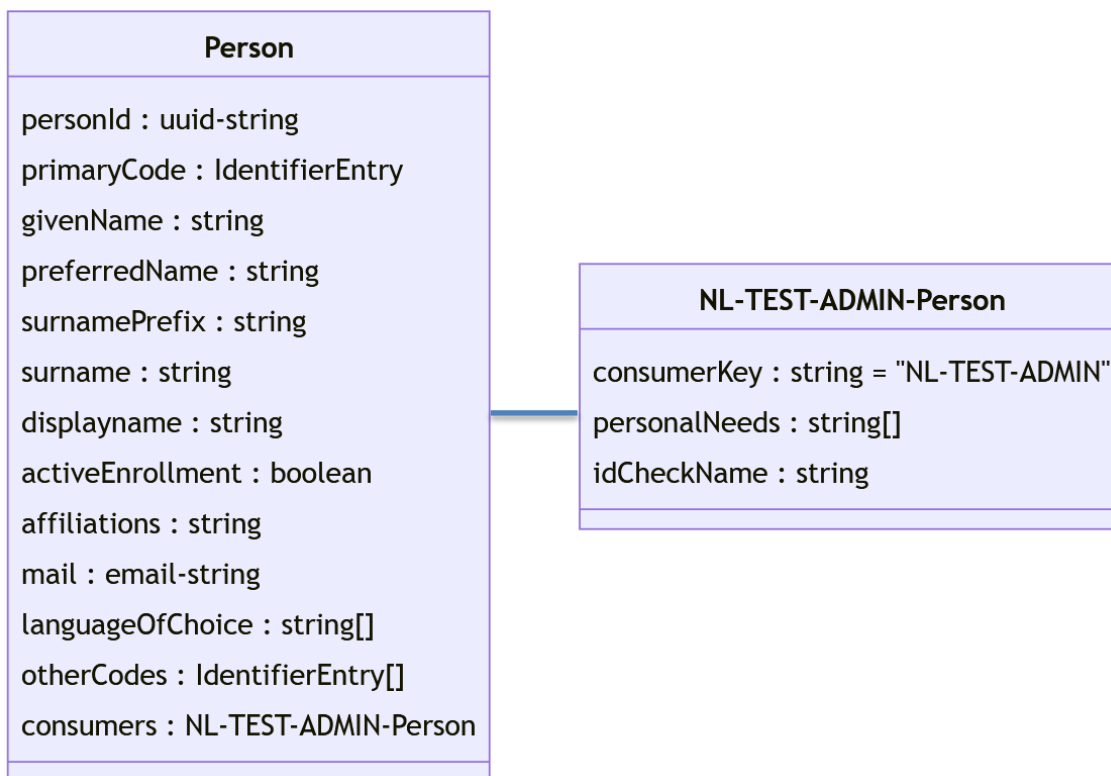 Person
personId : uuid-string
primaryCode : IdentifierEntry
givenName : string
preferredName : string
surnamePrefix : string
surname : string
displayname : string
activeEnrollment : boolean
affiliations : string
mail : email-string
languageOfChoice : string[]
otherCodes : IdentifierEntry[]
consumers : NL-TEST-ADMIN-Person
NL-TEST-ADMIN-Person
consumerKey : string = "NL-TEST-ADMIN"
personalNeeds : string[]
idCheckName : string